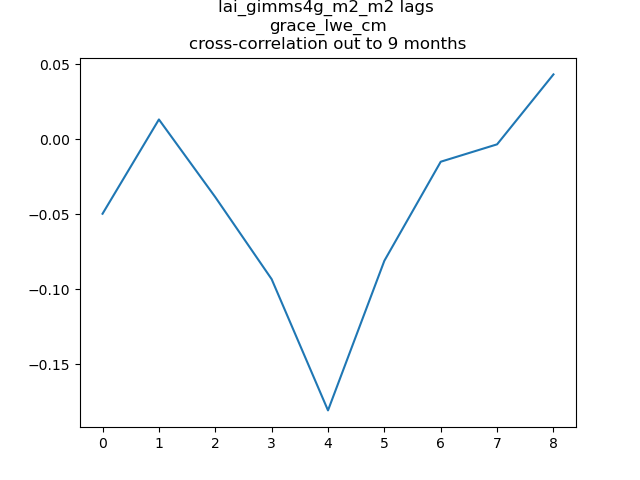 lai_gimms4g_m2_m2 lags
grace_lwe_cm
cross-correlation out to 9 months
0.05
0.00
−0.05
−0.10
−0.15
0 1 2 3 4 5 6 7 8